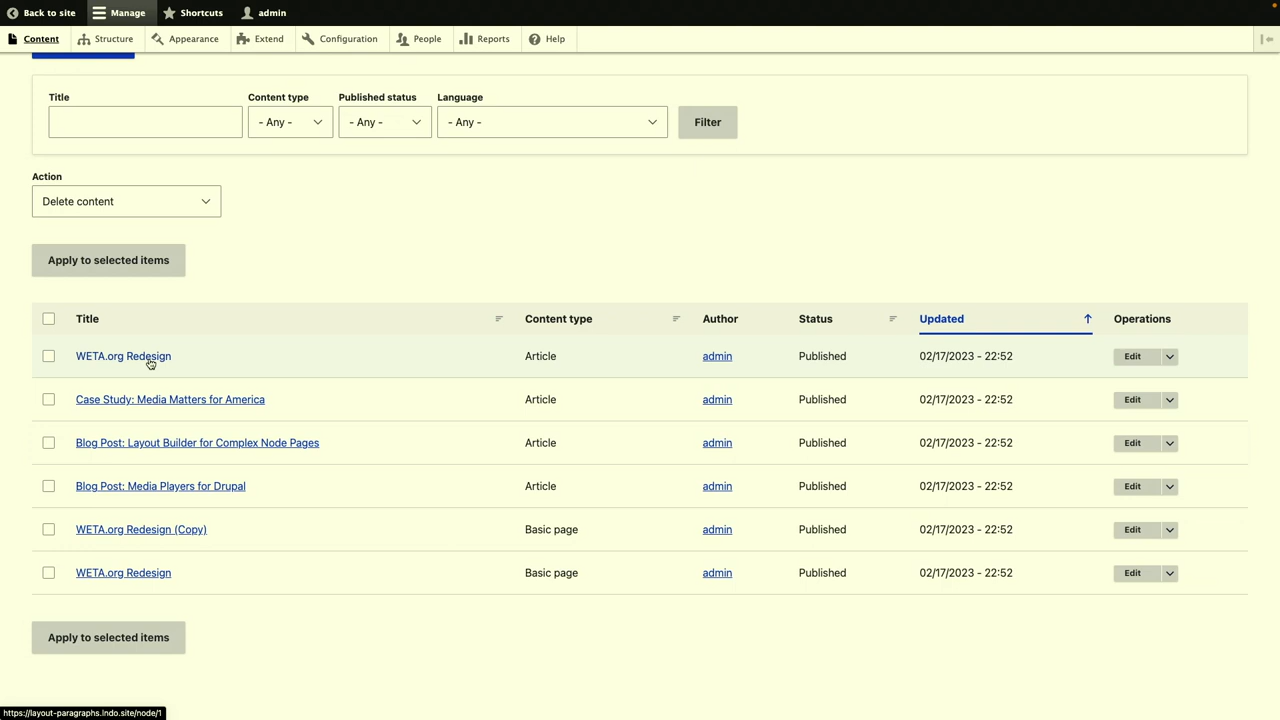 Back to site Manage Shortcuts admin
Content Structure Appearance Extend Configuration People Reports Help
Title Content type Published status Language
- Any - - Any - - Any - Filter
Action
Delete content
Apply to selected items
Title Content type Author Status Updated Operations
WETA.org Redesign Article admin Published 02/17/2023 - 22:52 Edit
Case Study: Media Matters for America Article admin Published 02/17/2023 - 22:52 Edit
Blog Post: Layout Builder for Complex Node Pages Article admin Published 02/17/2023 - 22:52 Edit
Blog Post: Media Players for Drupal Article admin Published 02/17/2023 - 22:52 Edit
WETA.org Redesign (Copy) Basic page admin Published 02/17/2023 - 22:52 Edit
WETA.org Redesign Basic page admin Published 02/17/2023 - 22:52 Edit
Apply to selected items
https://layout-paragraphs.lndo.site/node/1